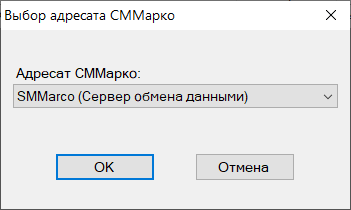 Выбор адресата СММарко
Адресат СММарко:
SMMarco (Сервер обмена данными)
OK
Отмена